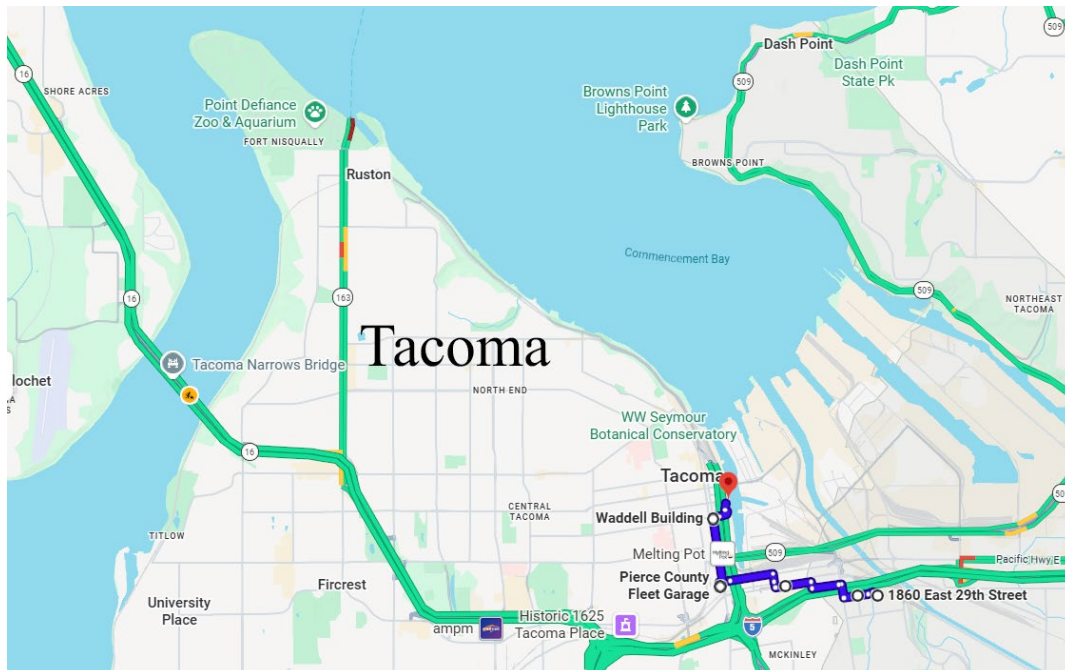 509
509
Dash Point
16
Dash Point
State Pk
509
SHORE ACRES
Browns Point
Lighthouse
Park
Point Defiance
Zoo & Aquarium
FORT NISQUALLY
BROWNS POINT
Ruston
Commencement Bay
16
163
509
NORTHEAST
TACOMA
509
Tacoma
Tacoma Narrows Bridge
lochet
NORTH END
WW Seymour
Botanical Conservatory
16
Tacoma
CENTRAL
TACOMA
Waddell Building
TITLOW
Melting Pot
509
Pacific Hwy E
Fircrest
Pierce County
Fleet Garage
1860 East 29th Street
University
Place
Historic 1625
Tacoma Place
ampm
5
MCKINLEY